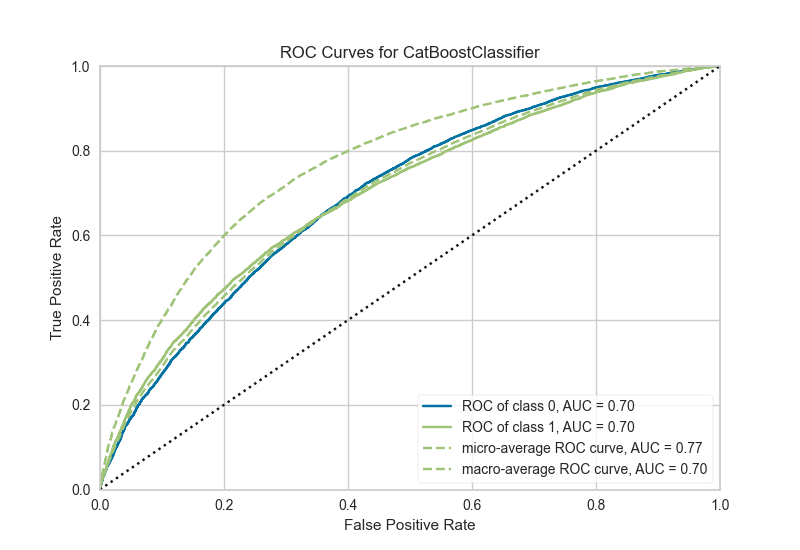 ROC Curves for CatBoostClassifier
1.0
0.8
0.6
0.4
0.2
0.0
True Positive Rate
ROC of class 0, AUC = 0.70
ROC of class 1, AUC = 0.70
micro-average ROC curve, AUC = 0.77
macro-average ROC curve, AUC = 0.70
0.0 0.2 0.4 0.6 0.8 1.0
False Positive Rate